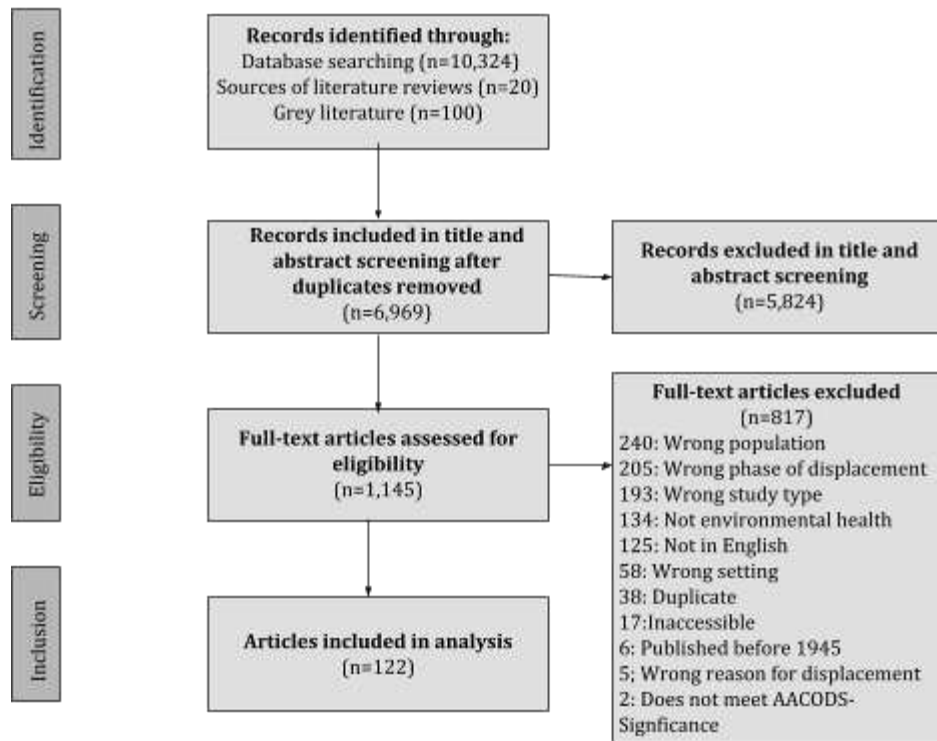 Identification
Records identified through:
Database searching (n=10,324)
Sources of literature reviews (n=20)
Grey literature (n=100)
Screening
Records included in title and
abstract screening after
duplicates removed
(n=6,969)
Records excluded in title and
abstract screening
(n=5,824)
Eligibility
Full-text articles assessed for
eligibility
(n=1,145)
Full-text articles excluded
(n=817)
240: Wrong population
205: Wrong phase of displacement
193: Wrong study type
134: Not environmental health
125: Not in English
58: Wrong setting
38: Duplicate
17:Inaccessible
6: Published before 1945
5; Wrong reason for displacement
2: Does not meet AACODS-
Signficance
Inclusion
Articles included in analysis
(n=122)